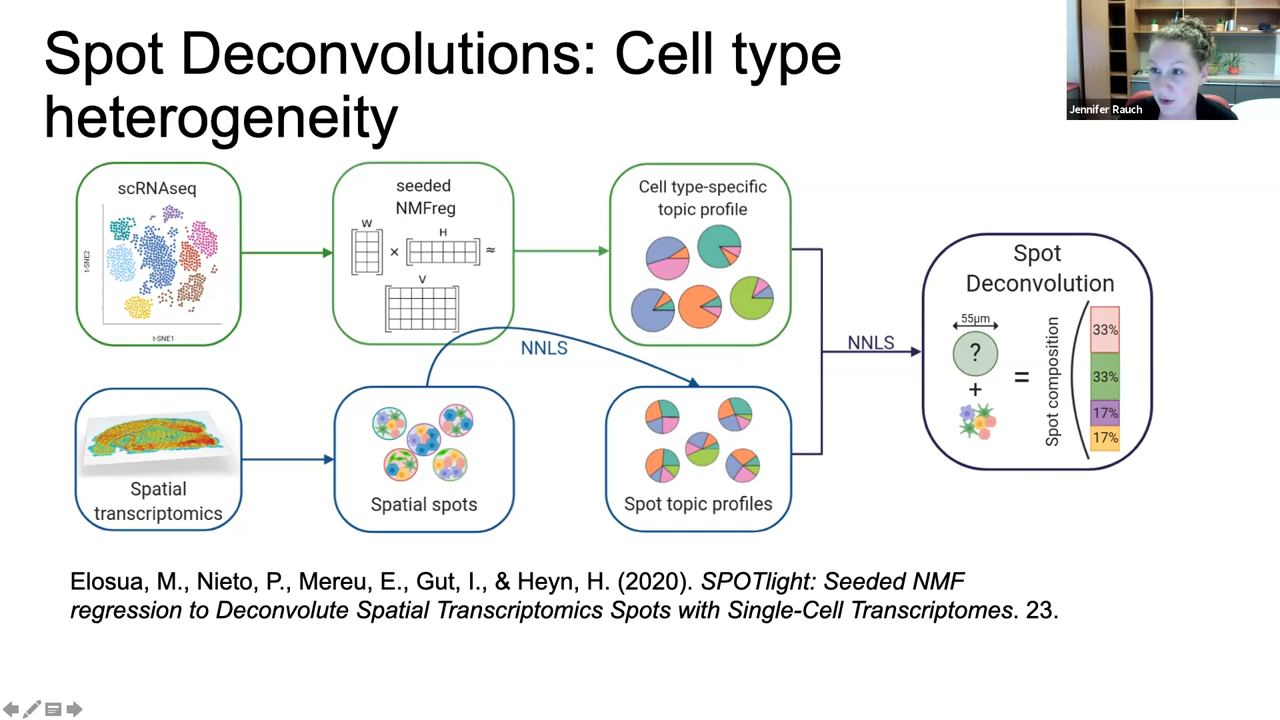 Spot Deconvolutions: Cell type
heterogeneity
Jennifer Rauch
scRNAseq
t-SNE2
t-SNE1
seeded
NMFreg
W
×
H
≈
V
Cell type-specific
topic profile
NNLS
Spatial
transcriptomics
Spatial spots
Spot topic profiles
NNLS
Spot
Deconvolution
55µm
?
+
=
Spot composition
33%
33%
17%
17%
Elosua, M., Nieto, P., Mereu, E., Gut, I., & Heyn, H. (2020). SPOTlight: Seeded NMF
regression to Deconvolute Spatial Transcriptomics Spots with Single-Cell Transcriptomes. 23.